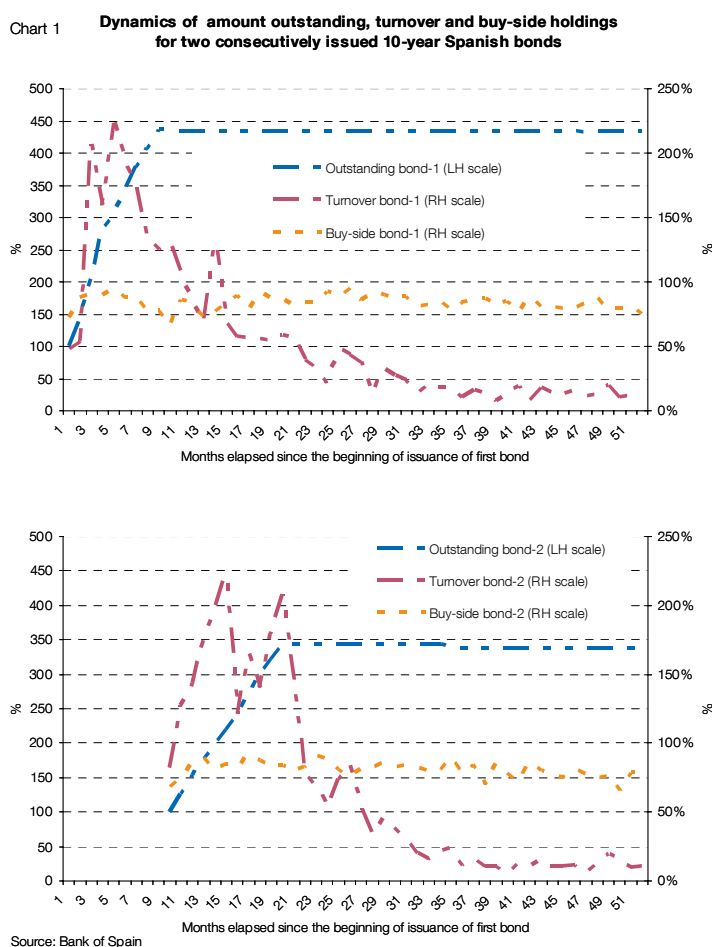 Chart 1
Dynamics of amount outstanding, turnover and buy-side holdings
for two consecutively issued 10-year Spanish bonds
500 250%
450
400 200%
Outstanding bond-1 (LH scale)
350
Turnover bond-1 (RH scale)
300 150%
Buy-side bond-1 (RH scale)
% 250 %
200 100%
150
100 50%
50
0 0%
1 3 5 7 9 11 13 15 17 19 21 23 25 27 29 31 33 35 37 39 41 43 45 47 49 51
Months elapsed since the beginning of issuance of first bond
500 250%
Outstanding bond-2 (LH scale)
450
Turnover bond-2 (RH scale)
400 200%
Buy-side bond-2 (RH scale)
350
300 150%
% 250 %
200 100%
150
100 50%
50
0 0%
1 3 5 7 9 11 13 15 17 19 21 23 25 27 29 31 33 35 37 39 41 43 45 47 49 51
Months elapsed since the beginning of issuance of first bond
Source: Bank of Spain